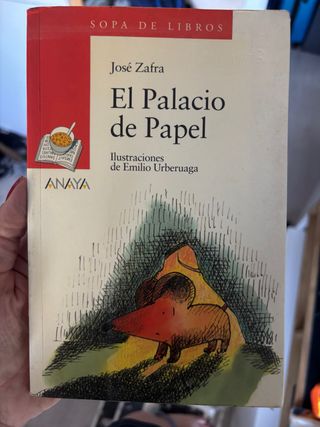 SOPA DE LIBROS
José Zafra
El Palacio
de Papel
Ilustraciones
de Emilio Urberuaga
ANAYA